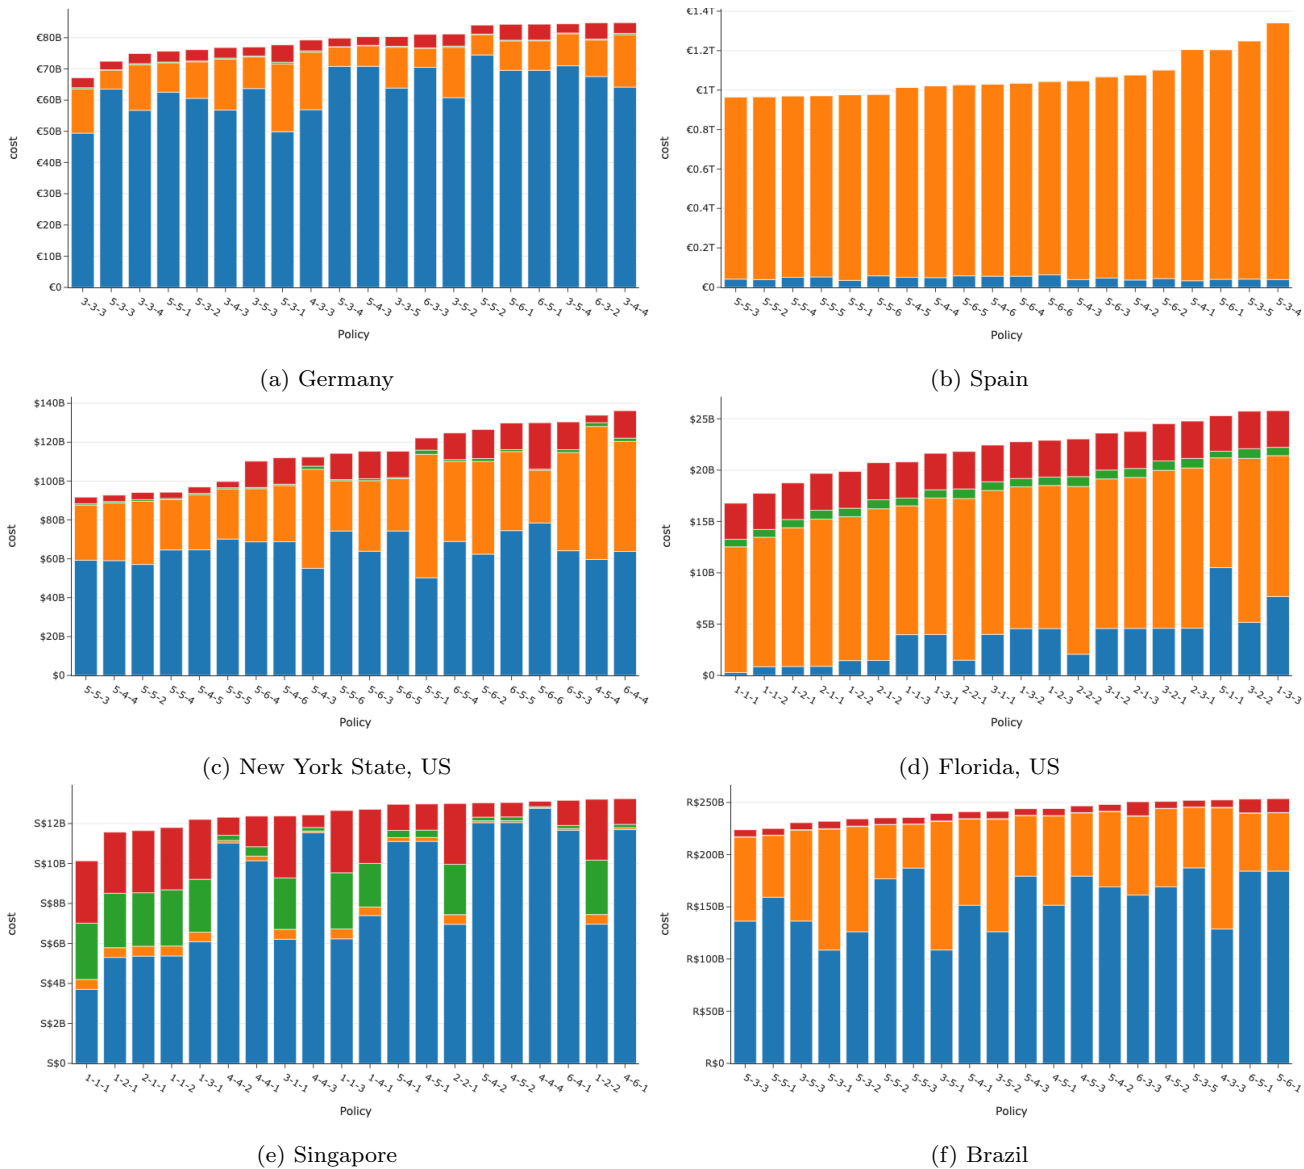 €80B
€70B
€60B
€50B
€40B
€30B
€20B
€10B
€0
cost
3-3-3 5-3-3 3-3-4 5-5-1 5-3-2 3-4-3 3-5-3 5-3-1 4-3-3 5-3-4 5-4-3 3-3-5 6-3-3 3-5-2 5-5-2 5-6-1 6-5-1 3-5-4 6-3-2 3-4-4
Policy
(a) Germany
€1.4T
€1.2T
€1T
€0.8T
€0.6T
€0.4T
€0.2T
€0
cost
5-5-3 5-5-2 5-5-4 5-5-5 5-5-1 5-5-6 5-4-5 5-4-4 5-6-5 5-4-6 5-6-4 5-6-6 5-4-3 5-6-3 5-4-2 5-6-2 5-4-1 5-6-1 5-3-5 5-3-4
Policy
(b) Spain
$140B
$120B
$100B
$80B
$60B
$40B
$20B
$0
cost
5-5-3 5-4-4 5-5-2 5-5-4 5-4-5 5-5-5 5-6-4 5-4-6 5-4-3 5-5-6 5-6-3 5-6-5 5-5-1 6-5-4 5-6-2 6-5-5 5-6-6 6-5-3 4-5-4 6-4-4
Policy
(c) New York State, US
$25B
$20B
$15B
$10B
$5B
$0
cost
1-1-1 1-1-2 1-2-1 2-1-1 1-2-2 2-1-2 1-1-3 1-3-1 2-2-1 3-1-1 1-3-2 1-2-3 2-2-2 3-1-2 2-1-3 3-2-1 2-3-1 5-1-1 3-2-2 1-3-3
Policy
(d) Florida, US
S$12B
S$10B
S$8B
S$6B
S$4B
S$2B
S$0
cost
1-1-1 1-2-1 2-1-1 1-1-2 1-3-1 4-4-2 4-4-1 3-1-1 4-4-3 1-1-3 1-4-1 5-4-1 4-5-1 2-2-1 5-4-2 4-5-2 4-4-4 6-4-1 1-2-2 4-6-1
Policy
(e) Singapore
R$250B
R$200B
R$150B
R$100B
R$50B
R$0
cost
5-3-3 5-5-1 3-5-3 5-3-1 5-3-2 5-5-2 5-5-3 3-5-1 5-4-1 3-5-2 5-4-3 4-5-1 4-5-3 5-4-2 6-3-3 4-5-2 5-3-5 4-3-3 6-5-1 5-6-1
Policy
(f) Brazil